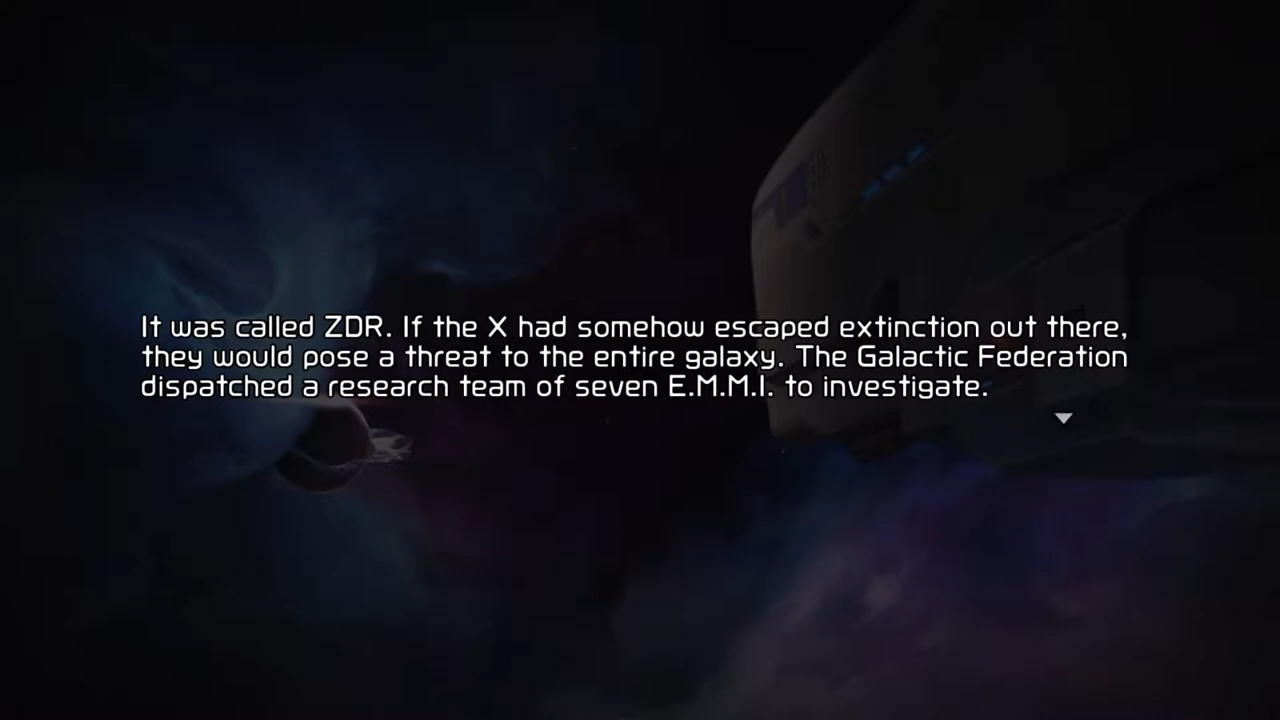 It was called ZDR. If the X had somehow escaped extinction out there,
they would pose a threat to the entire galaxy. The Galactic Federation
dispatched a research team of seven E.M.M.I. to investigate.